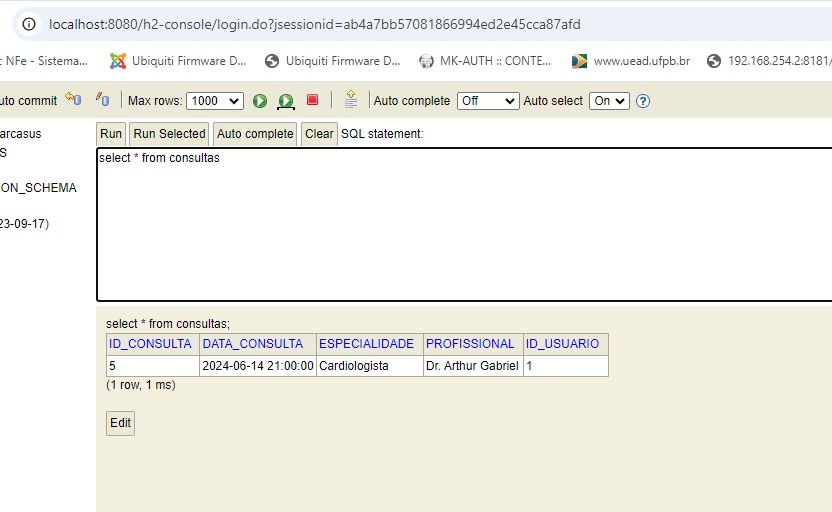 localhost:8080/h2-console/login.do?jsessionid=ab4a7bb57081866994ed2e45cca87afd
NFe - Sistema... Ubiquiti Firmware D... Ubiquiti Firmware D... MK-AUTH :: CONTE... www.uead.ufpb.br 192.168.254.2:8181/
uto commit Max rows: 1000 Auto complete Off Auto select On
arcasus
S
ON_SCHEMA
23-09-17)
Run Run Selected Auto complete Clear SQL statement:
select * from consultas
select * from consultas;
ID_CONSULTA DATA_CONSULTA ESPECIALIDADE PROFISSIONAL ID_USUARIO
5 2024-06-14 21:00:00 Cardiologista Dr. Arthur Gabriel 1
(1 row, 1 ms)
Edit